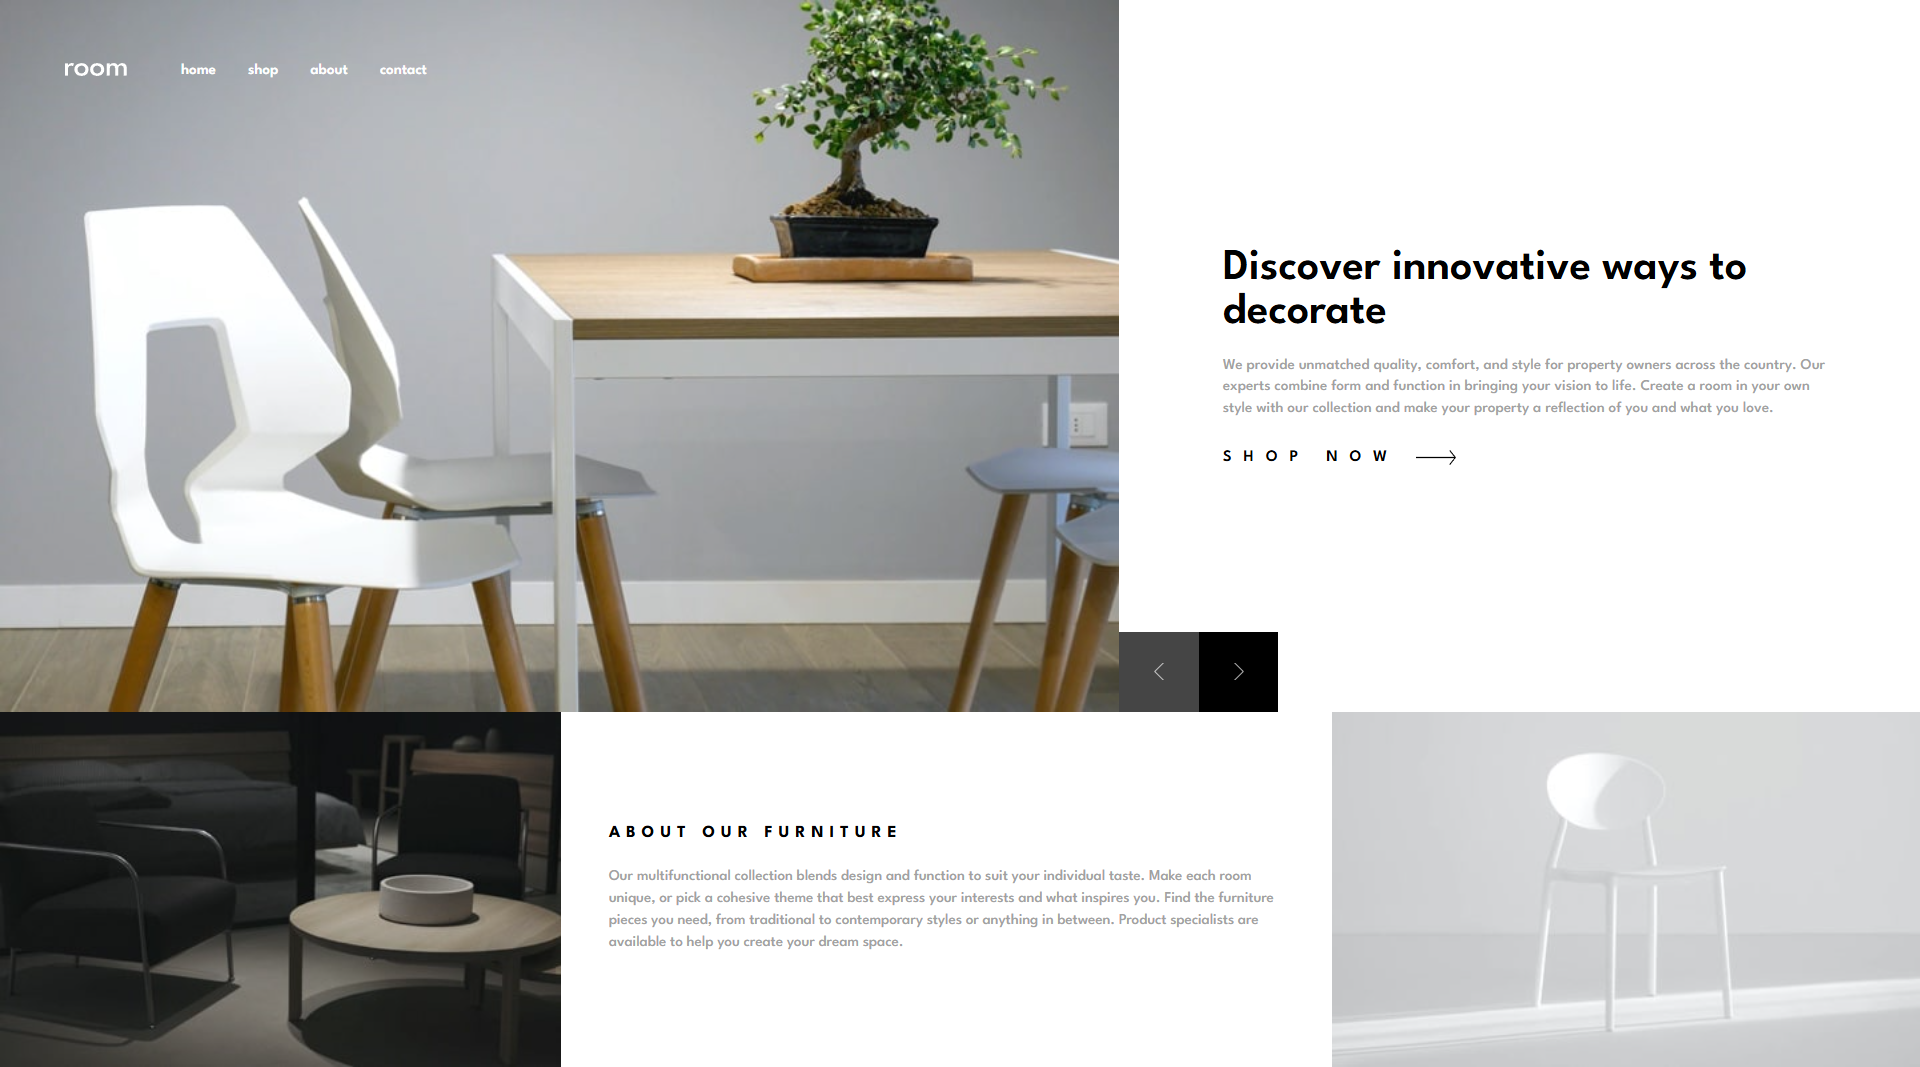 room
home shop about contact
Discover innovative ways to
decorate
We provide unmatched quality, comfort, and style for property owners across the country. Our
experts combine form and function in bringing your vision to life. Create a room in your own
style with our collection and make your property a reflection of you and what you love.
SHOP NOW
ABOUT OUR FURNITURE
Our multifunctional collection blends design and function to suit your individual taste. Make each room
unique, or pick a cohesive theme that best express your interests and what inspires you. Find the furniture
pieces you need, from traditional to contemporary styles or anything in between. Product specialists are
available to help you create your dream space.